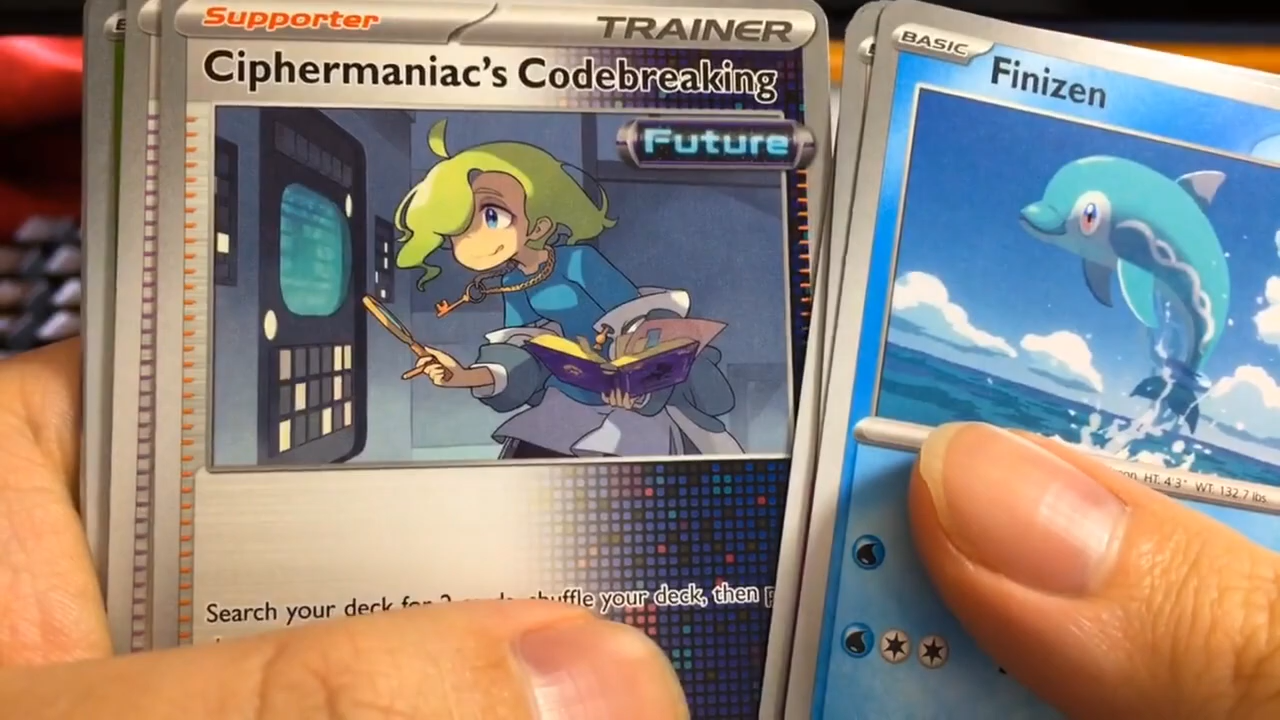 Supporter
TRAINER
Ciphermaniac's Codebreaking
Future
Search your deck for 2 cards, shuffle your deck, then
BASIC
Finizen
HT. 4'3" WT. 132.7 lbs